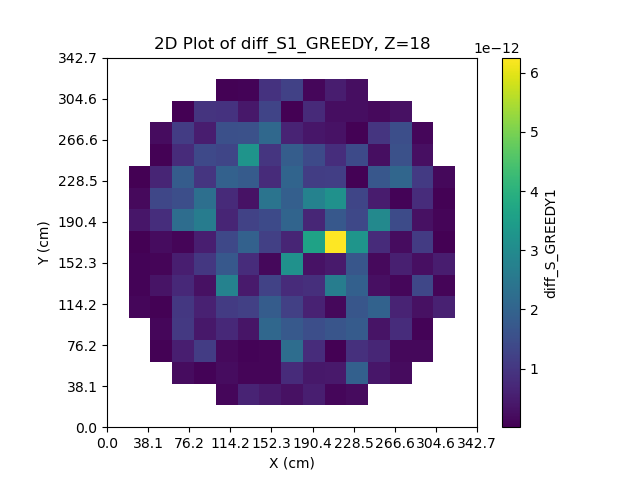 2D Plot of diff_S1_GREEDY, Z=18
1e−12
342.7
304.6
266.6
228.5
190.4
152.3
114.2
76.2
38.1
0.0
Y (cm)
0.0 38.1 76.2 114.2 152.3 190.4 228.5 266.6 304.6 342.7
X (cm)
6
5
4
3
2
1
diff_S_GREEDY1